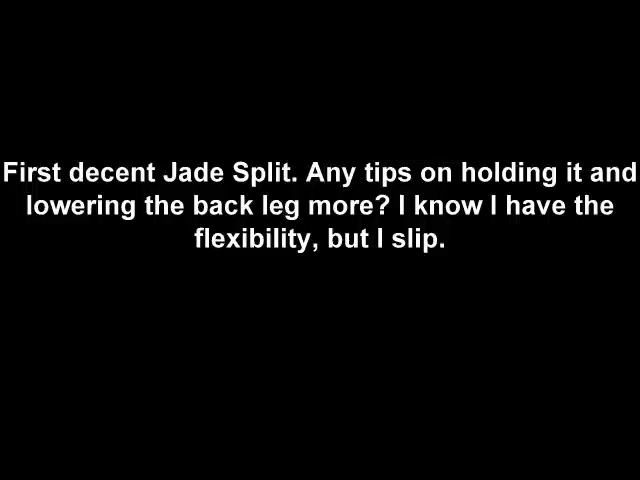 First decent Jade Split. Any tips on holding it and
lowering the back leg more? I know I have the
flexibility, but I slip.